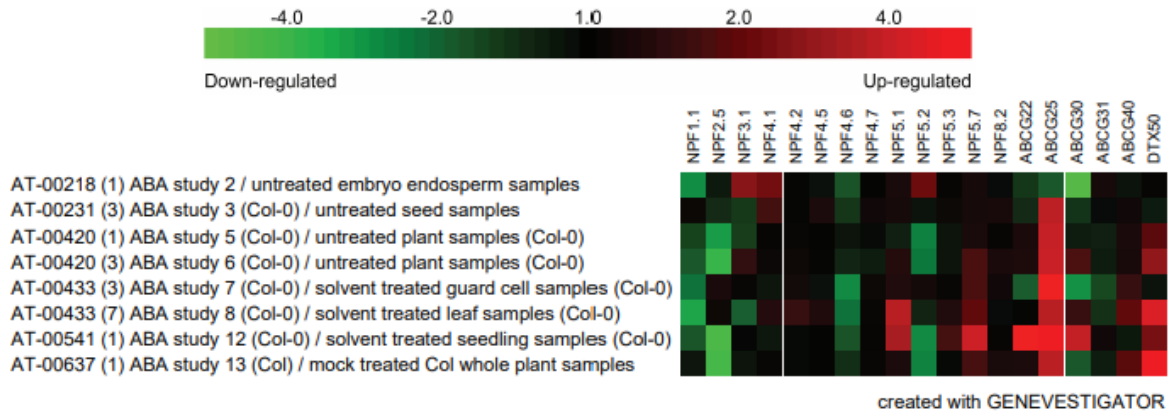 -4.0 -2.0 1.0 2.0 4.0
Down-regulated Up-regulated
NPF1.1
NPF2.5
NPF3.1
NPF4.1
NPF4.2
NPF4.5
NPF4.6
NPF4.7
NPF5.1
NPF5.2
NPF5.3
NPF5.7
NPF8.2
ABCG22
ABCG25
ABCG30
ABCG31
ABCG40
DTX50
AT-00218 (1) ABA study 2 / untreated embryo endosperm samples
AT-00231 (3) ABA study 3 (Col-0) / untreated seed samples
AT-00420 (1) ABA study 5 (Col-0) / untreated plant samples (Col-0)
AT-00420 (3) ABA study 6 (Col-0) / untreated plant samples (Col-0)
AT-00433 (3) ABA study 7 (Col-0) / solvent treated guard cell samples (Col-0)
AT-00433 (7) ABA study 8 (Col-0) / solvent treated leaf samples (Col-0)
AT-00541 (1) ABA study 12 (Col-0) / solvent treated seedling samples (Col-0)
AT-00637 (1) ABA study 13 (Col) / mock treated Col whole plant samples
created with GENEVESTIGATOR